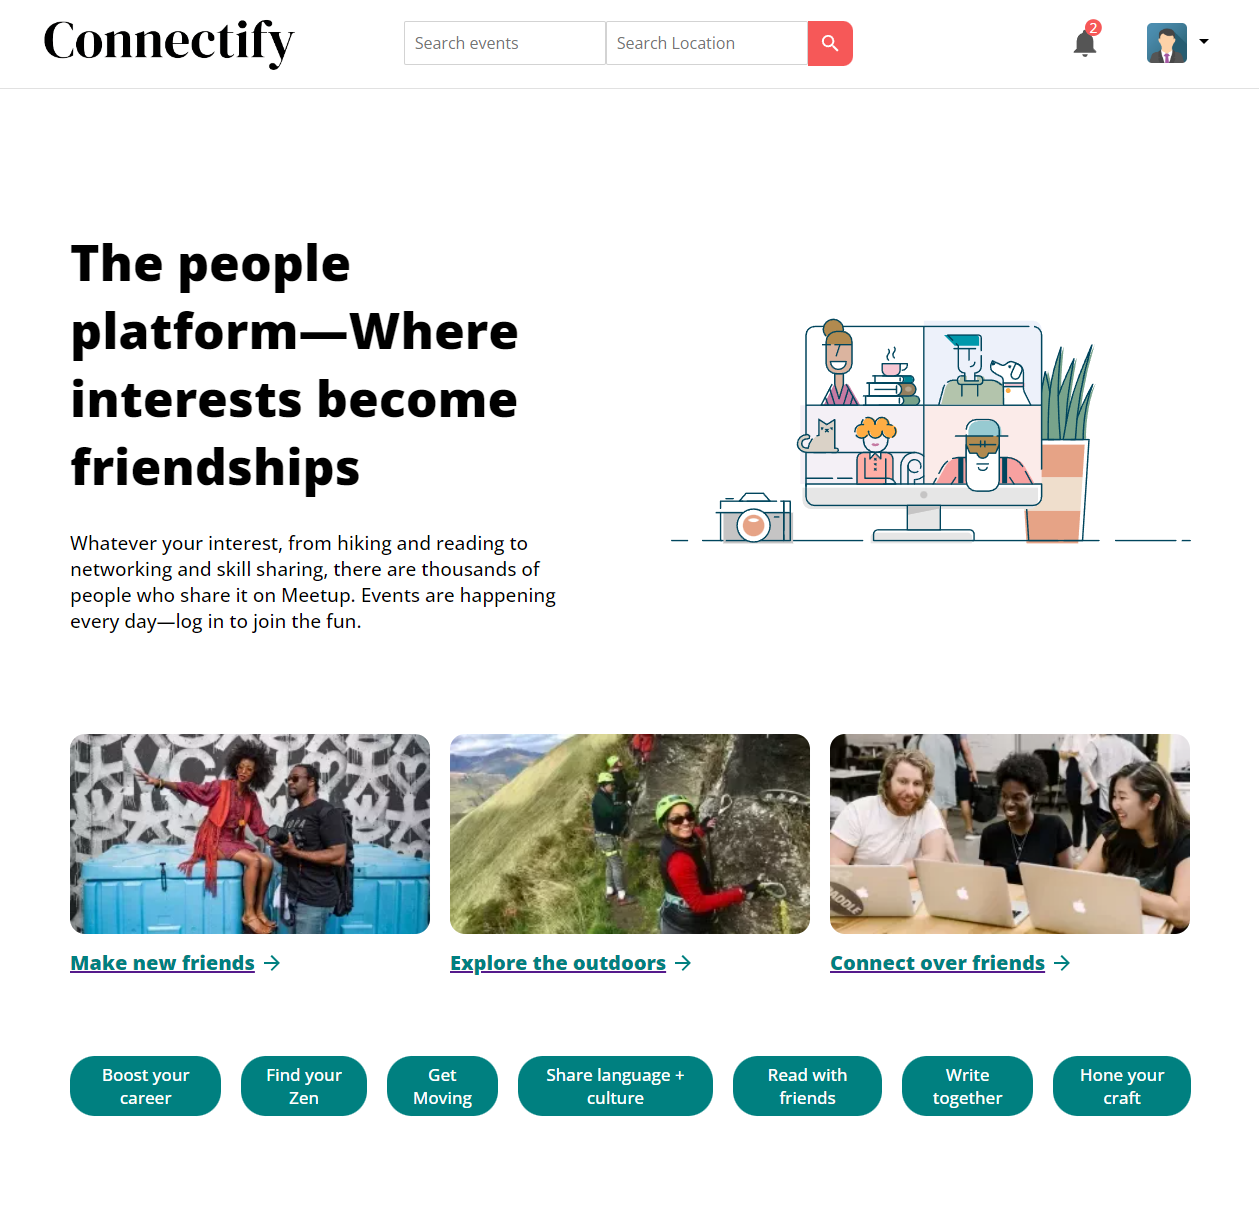 Connectify
Search events
Search Location
2
The people
platform—Where
interests become
friendships
Whatever your interest, from hiking and reading to
networking and skill sharing, there are thousands of
people who share it on Meetup. Events are happening
every day—log in to join the fun.
Make new friends
Explore the outdoors
Connect over friends
Boost your
career
Find your
Zen
Get
Moving
Share language +
culture
Read with
friends
Write
together
Hone your
craft